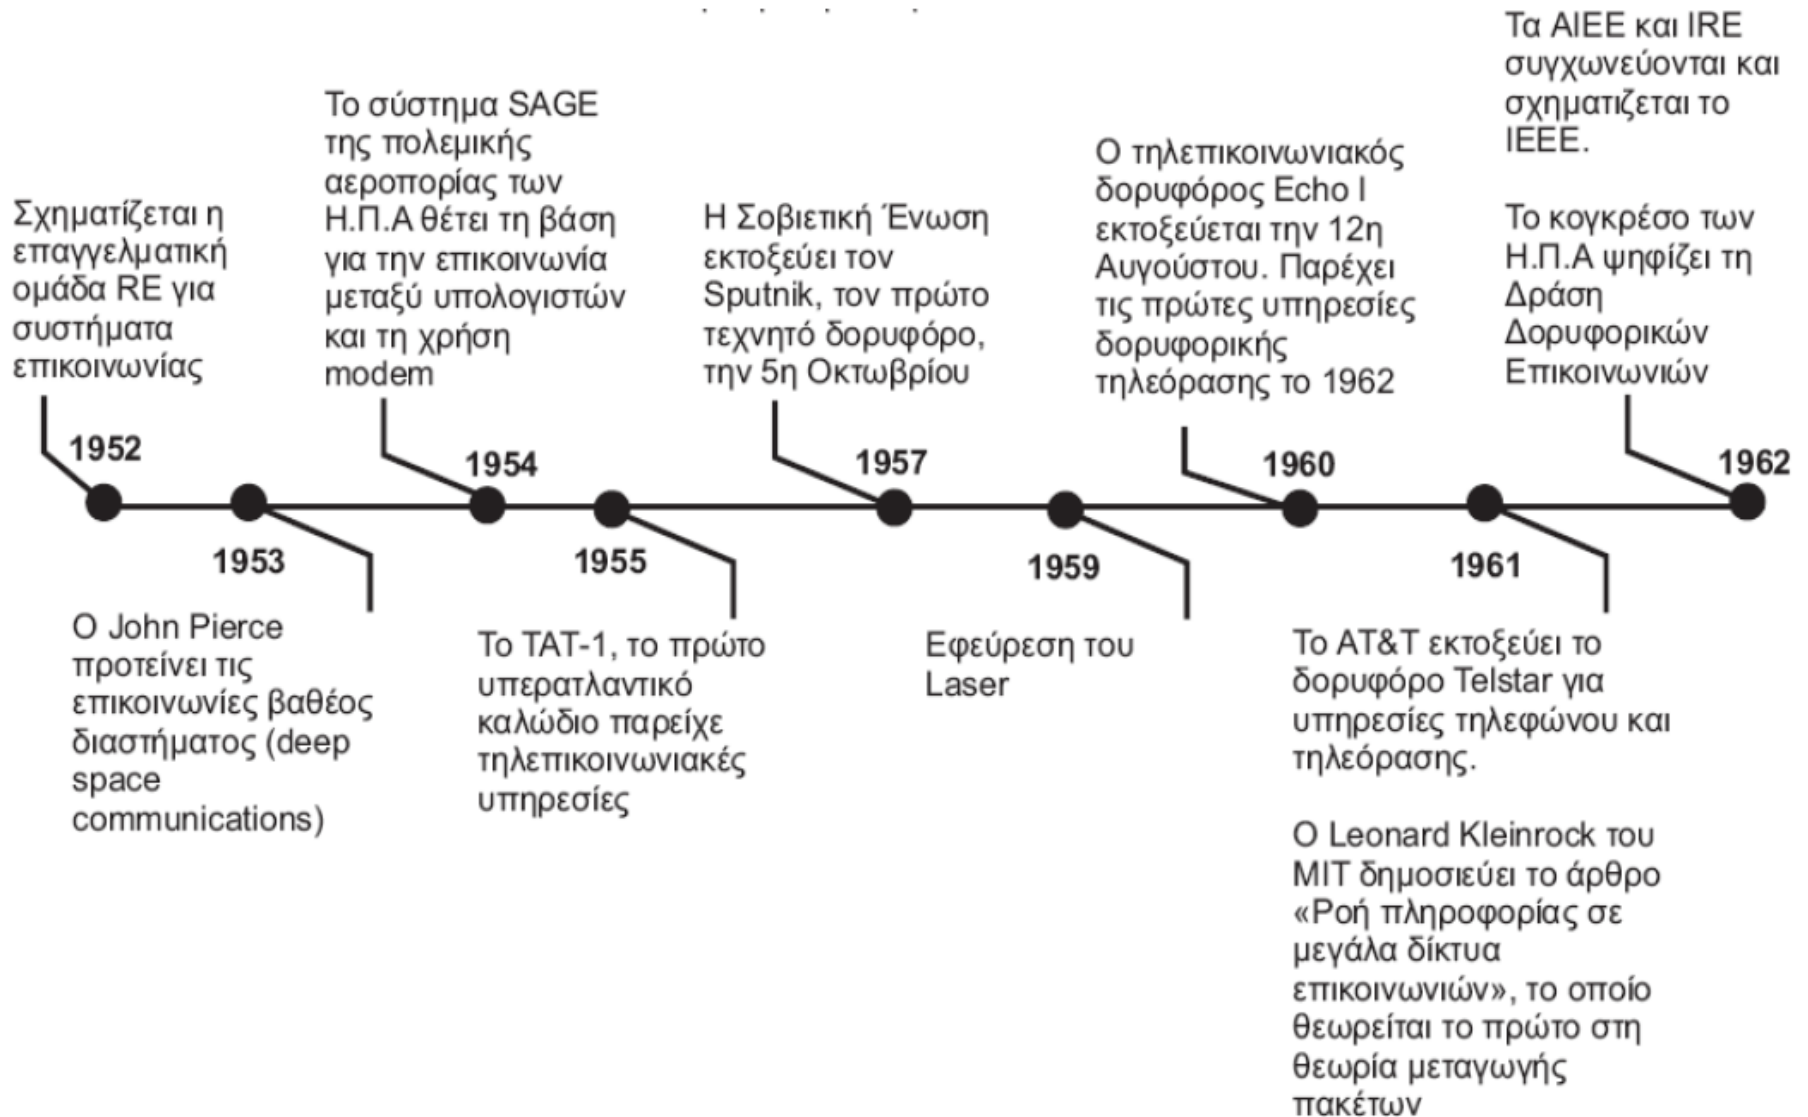 Σχηματίζεται η
επαγγελματική
ομάδα RE για
συστήματα
επικοινωνίας
1952
1953
Ο John Pierce
προτείνει τις
επικοινωνίες βαθέος
διαστήματος (deep
space
communications)
Το σύστημα SAGE
της πολεμικής
αεροπορίας των
Η.Π.Α θέτει τη βάση
για την επικοινωνία
μεταξύ υπολογιστών
και τη χρήση
modem
1954
1955
Το TAT-1, το πρώτο
υπερατλαντικό
καλώδιο παρείχε
τηλεπικοινωνιακές
υπηρεσίες
Η Σοβιετική Ένωση
εκτοξεύει τον
Sputnik, τον πρώτο
τεχνητό δορυφόρο,
την 5η Οκτωβρίου
1957
1959
Εφεύρεση του
Laser
Ο τηλεπικοινωνιακός
δορυφόρος Echo I
εκτοξεύεται την 12η
Αυγούστου. Παρέχει
τις πρώτες υπηρεσίες
δορυφορικής
τηλεόρασης το 1962
1960
1961
Το AT&T εκτοξεύει το
δορυφόρο Telstar για
υπηρεσίες τηλεφώνου και
τηλεόρασης.
Ο Leonard Kleinrock του
MIT δημοσιεύει το άρθρο
«Ροή πληροφορίας σε
μεγάλα δίκτυα
επικοινωνιών», το οποίο
θεωρείται το πρώτο στη
θεωρία μεταγωγής
πακέτων
Τα AIEE και IRE
συγχωνεύονται και
σχηματιζεται το
IEEE.
Το κογκρέσο των
Η.Π.Α ψηφίζει τη
Δράση
Δορυφορικών
Επικοινωνιών
1962